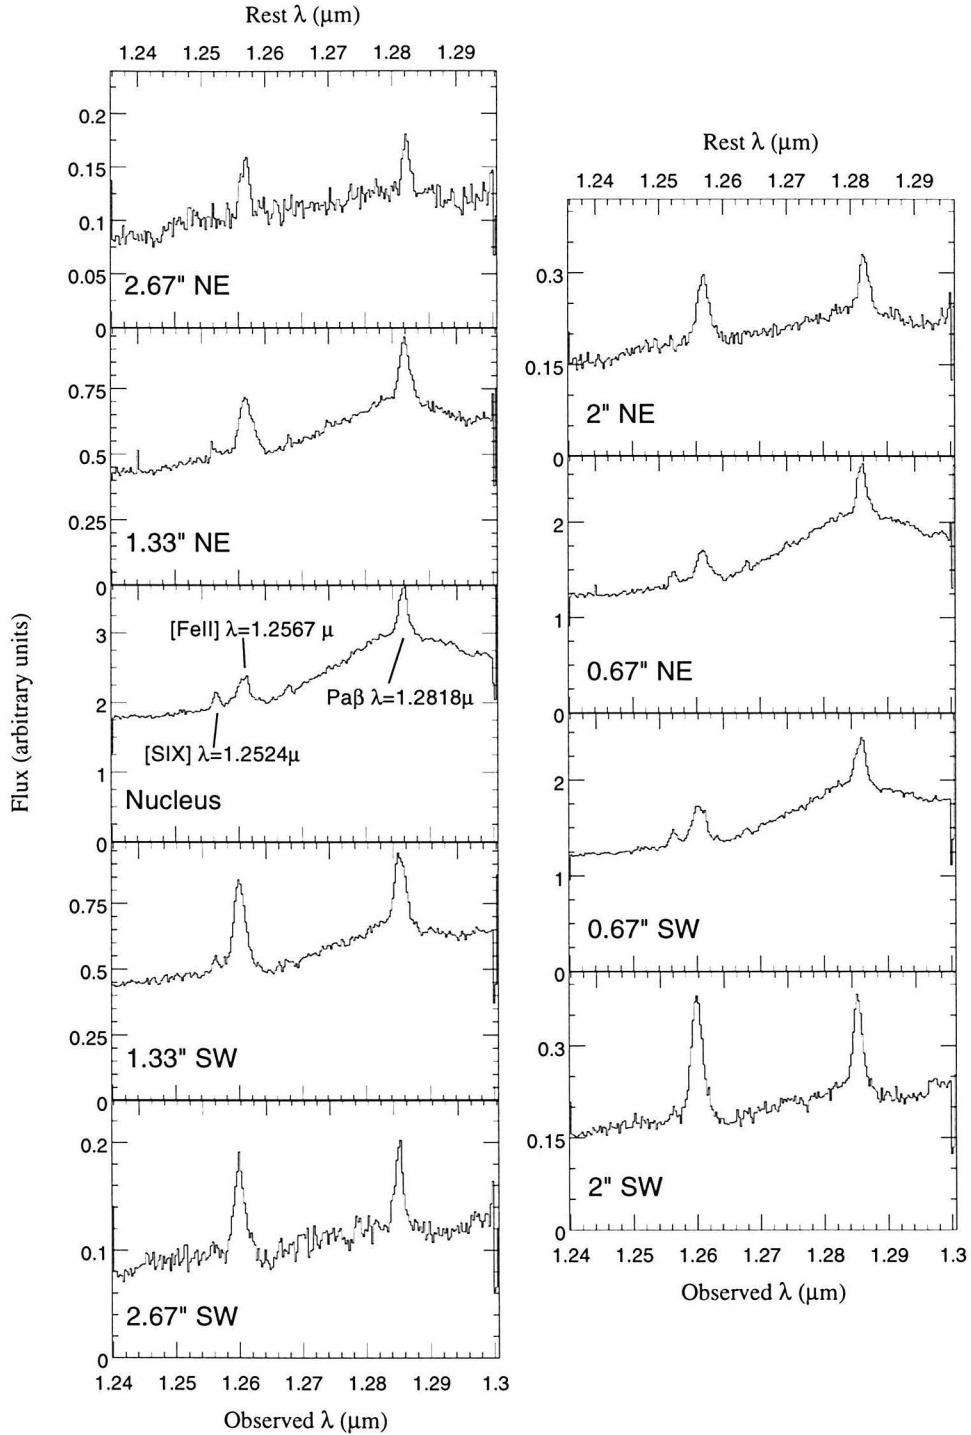 Rest λ (μm)
1.24 1.25 1.26 1.27 1.28 1.29
0.2
0.15
0.1
0.05
0
2.67" NE
0.75
0.5
0.25
0
1.33" NE
3
2
1
0
[FeII] λ=1.2567 μ
Paβ λ=1.2818μ
[SIX] λ=1.2524μ
Nucleus
0.75
0.5
0.25
0
1.33" SW
0.2
0.1
0
2.67" SW
1.24 1.25 1.26 1.27 1.28 1.29 1.3
Observed λ (μm)
Flux (arbitrary units)
Rest λ (μm)
1.24 1.25 1.26 1.27 1.28 1.29
0.3
0.15
0
2" NE
2
1
0
0.67" NE
2
1
0
0.67" SW
0.3
0.15
0
2" SW
1.24 1.25 1.26 1.27 1.28 1.29 1.3
Observed λ (μm)